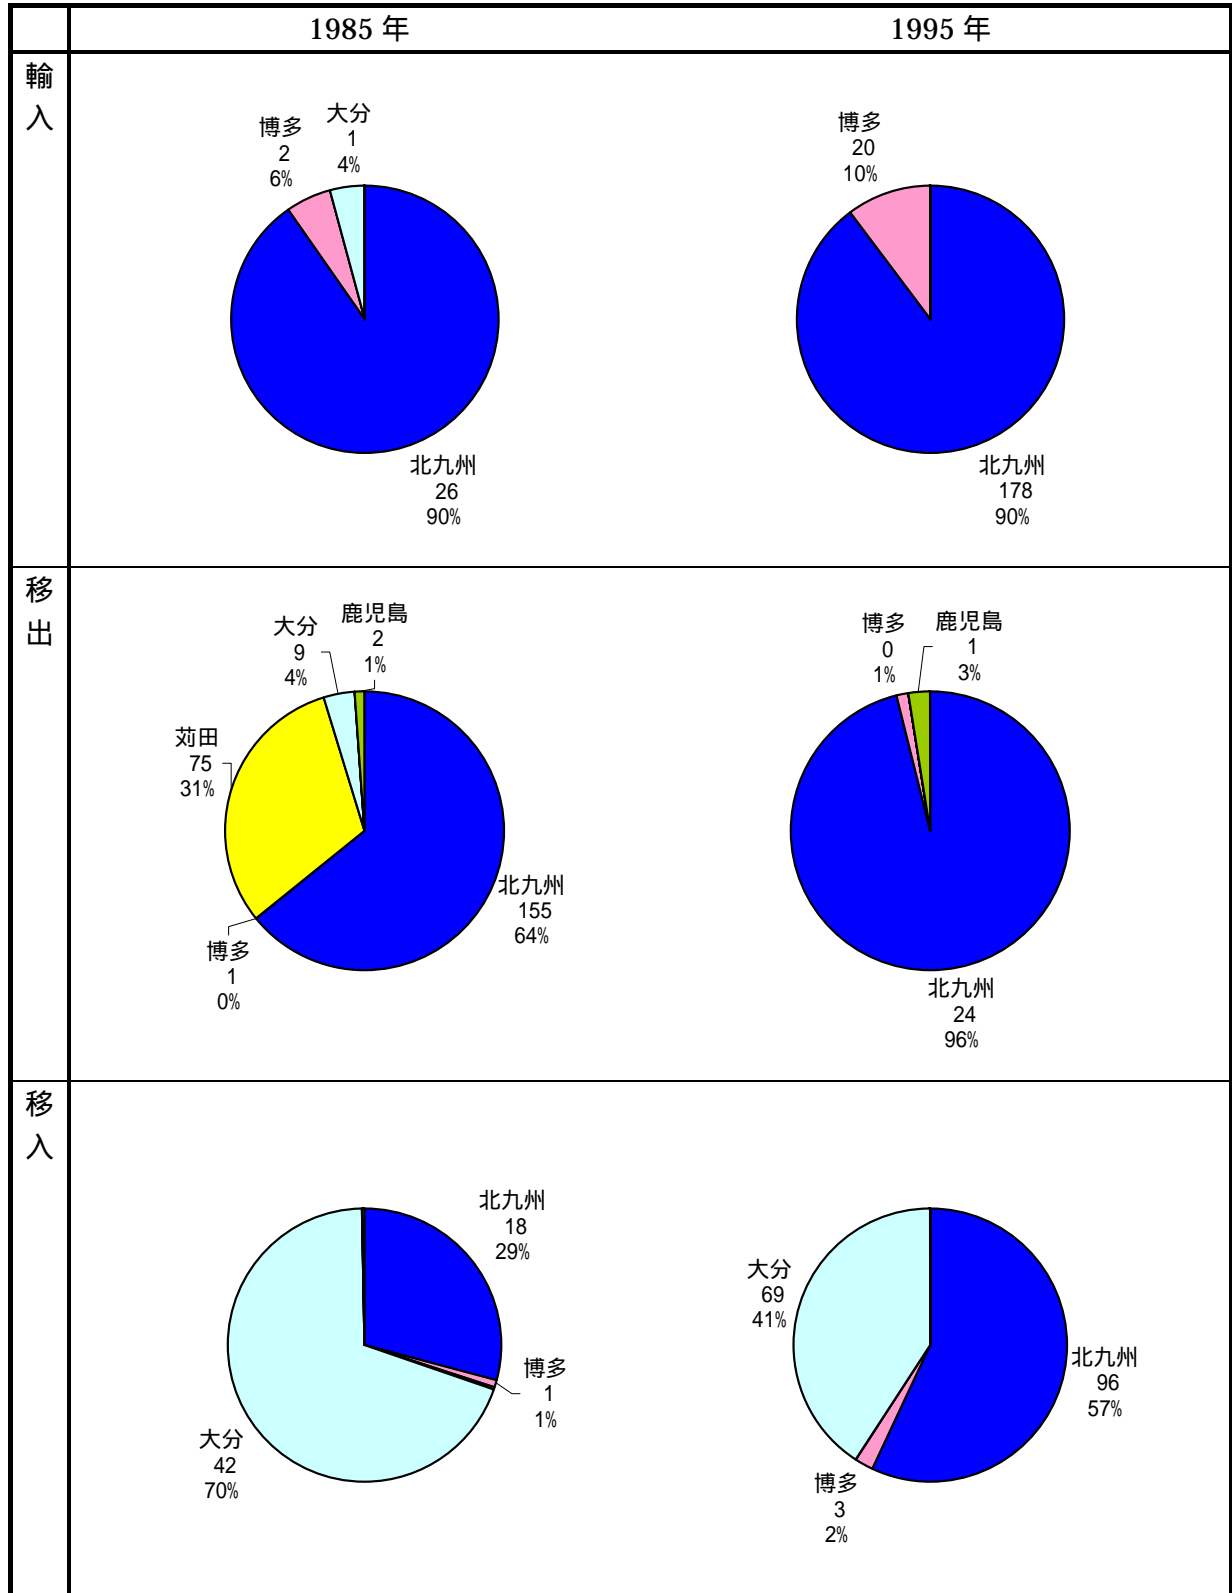 1985 年
1995 年
輸
入
博多
2
6%
大分
1
4%
北九州
26
90%
博多
20
10%
北九州
178
90%
移
出
苅田
75
31%
大分
9
4%
鹿児島
2
1%
北九州
155
64%
博多
1
0%
博多
0
1%
鹿児島
1
3%
北九州
24
96%
移
入
北九州
18
29%
博多
1
1%
大分
42
70%
大分
69
41%
北九州
96
57%
博多
3
2%